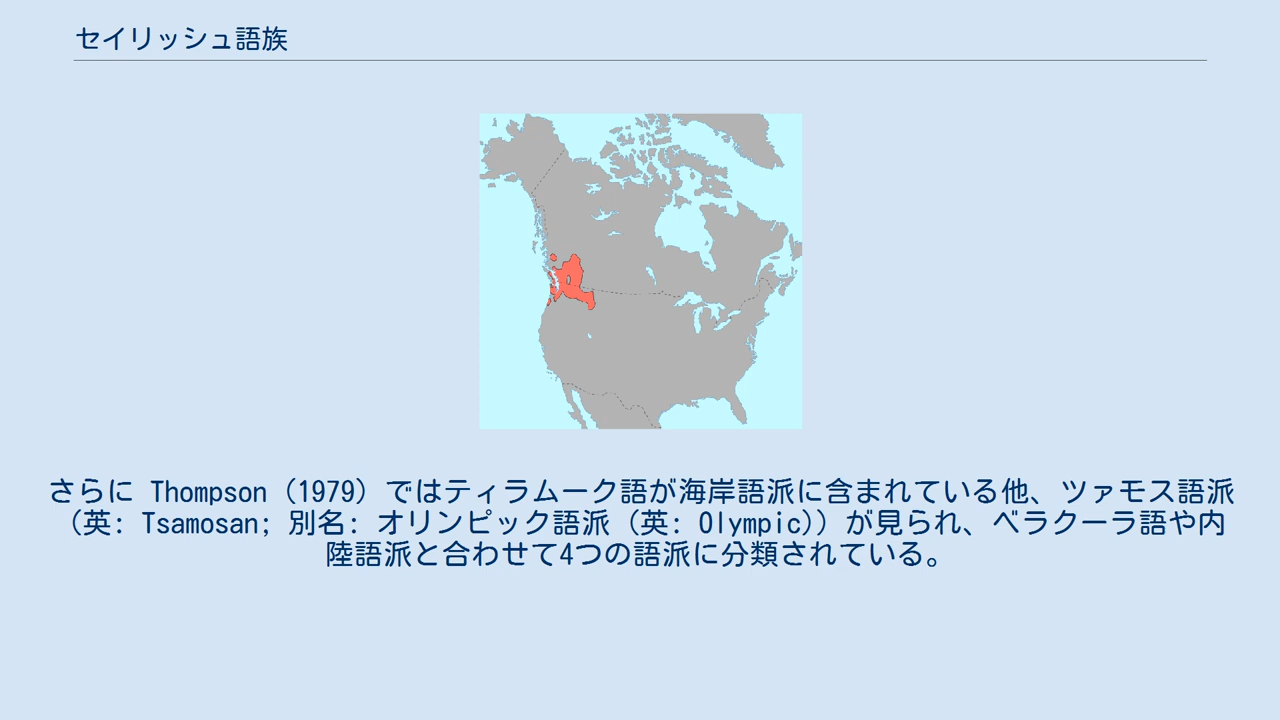 セイリッシュ語族
さらに Thompson (1979) ではティラムーク語が海岸語派に含まれている他、ツァモス語派
(英: Tsamosan; 別名: オリンピック語派 (英: Olympic)) が見られ、ベラクーラ語や内
陸語派と合わせて4つの語派に分類されている。